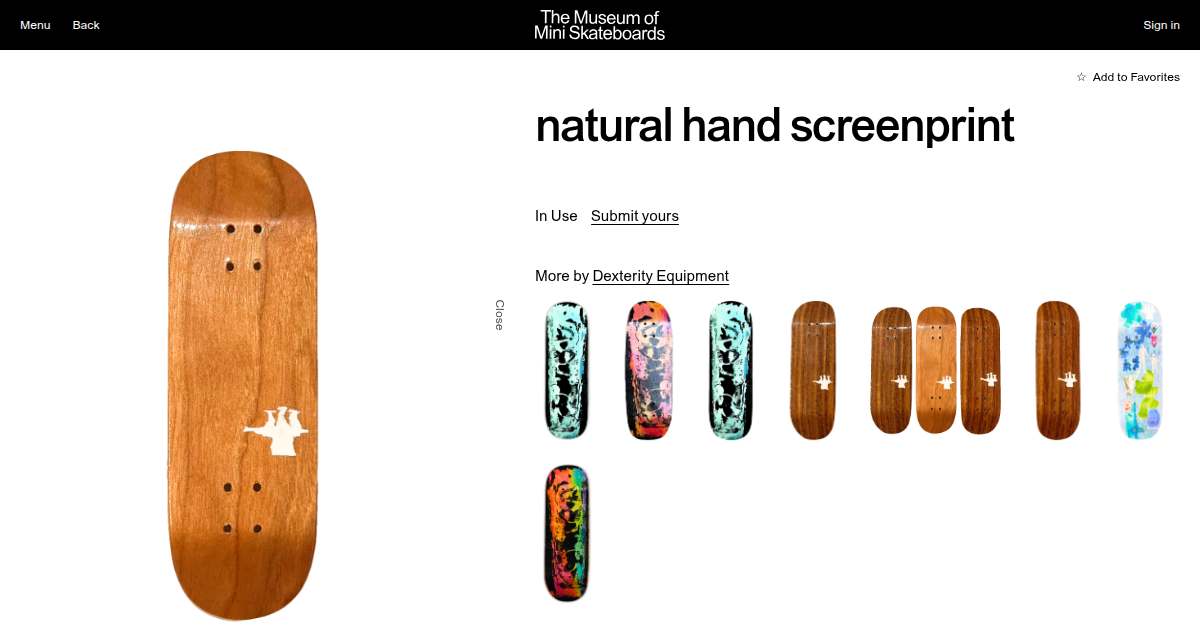 Menu
Back
The Museum of
Mini Skateboards
Sign in
☆ Add to Favorites
natural hand screenprint
In Use Submit yours
More by Dexterity Equipment
Close